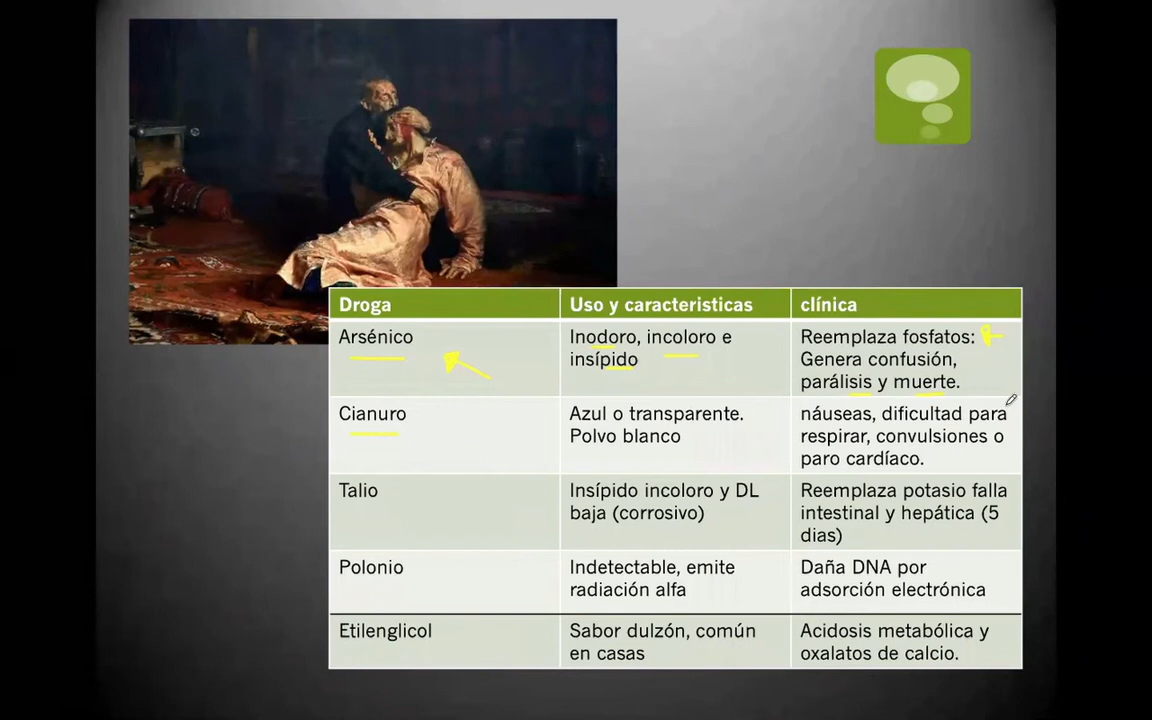 Droga
Uso y caracteristicas
clínica
Arsénico
Inodoro, incoloro e
insípido
Reemplaza fosfatos:
Genera confusión,
parálisis y muerte.
Cianuro
Azul o transparente.
Polvo blanco
náuseas, dificultad para
respirar, convulsiones o
paro cardíaco.
Talio
Insípido incoloro y DL
baja (corrosivo)
Reemplaza potasio falla
intestinal y hepática (5
dias)
Polonio
Indetectable, emite
radiación alfa
Daña DNA por
adsorción electrónica
Etilenglicol
Sabor dulzón, común
en casas
Acidosis metabólica y
oxalatos de calcio.